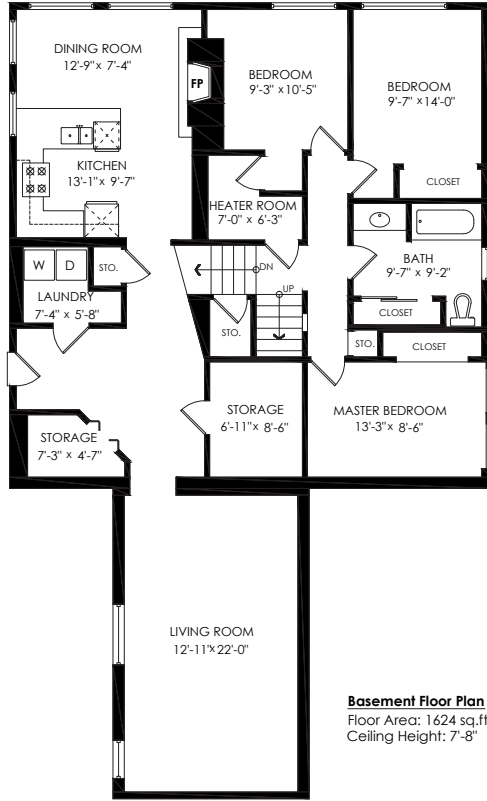 DINING ROOM
12'-9" x 7'-4"
FP
BEDROOM
9'-3" x 10'-5"
BEDROOM
9'-7" x 14'-0"
KITCHEN
13'-1" x 9'-7"
CLOSET
HEATER ROOM
7'-0" x 6'-3"
W
D
STO.
LAUNDRY
7'-4" x 5'-8"
DN
UP
BATH
9'-7" x 9'-2"
CLOSET
STO.
STO.
CLOSET
STORAGE
7'-3" x 4'-7"
STORAGE
6'-11" x 8'-6"
MASTER BEDROOM
13'-3" x 8'-6"
LIVING ROOM
12'-11" x 22'-0"
Basement Floor Plan
Floor Area: 1624 sq.ft
Ceiling Height: 7'-8"